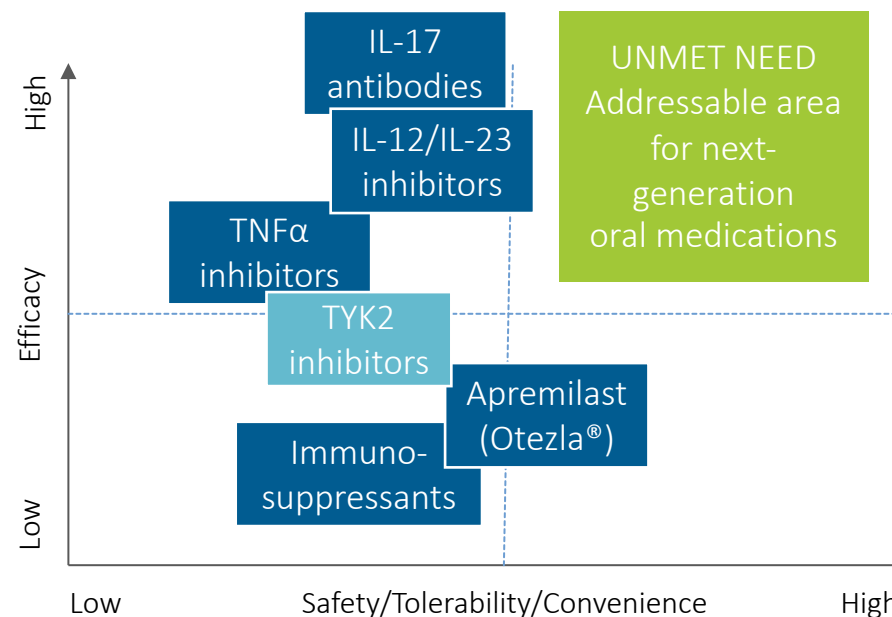 IL-17
antibodies
UNMET NEED
Addressable area
for next-
generation
oral medications
High
IL-12/IL-23
inhibitors
TNFα
inhibitors
Efficacy
TYK2
inhibitors
Apremilast
(Otezla®)
Immuno-
suppressants
Low
Low
Safety/Tolerability/Convenience
High